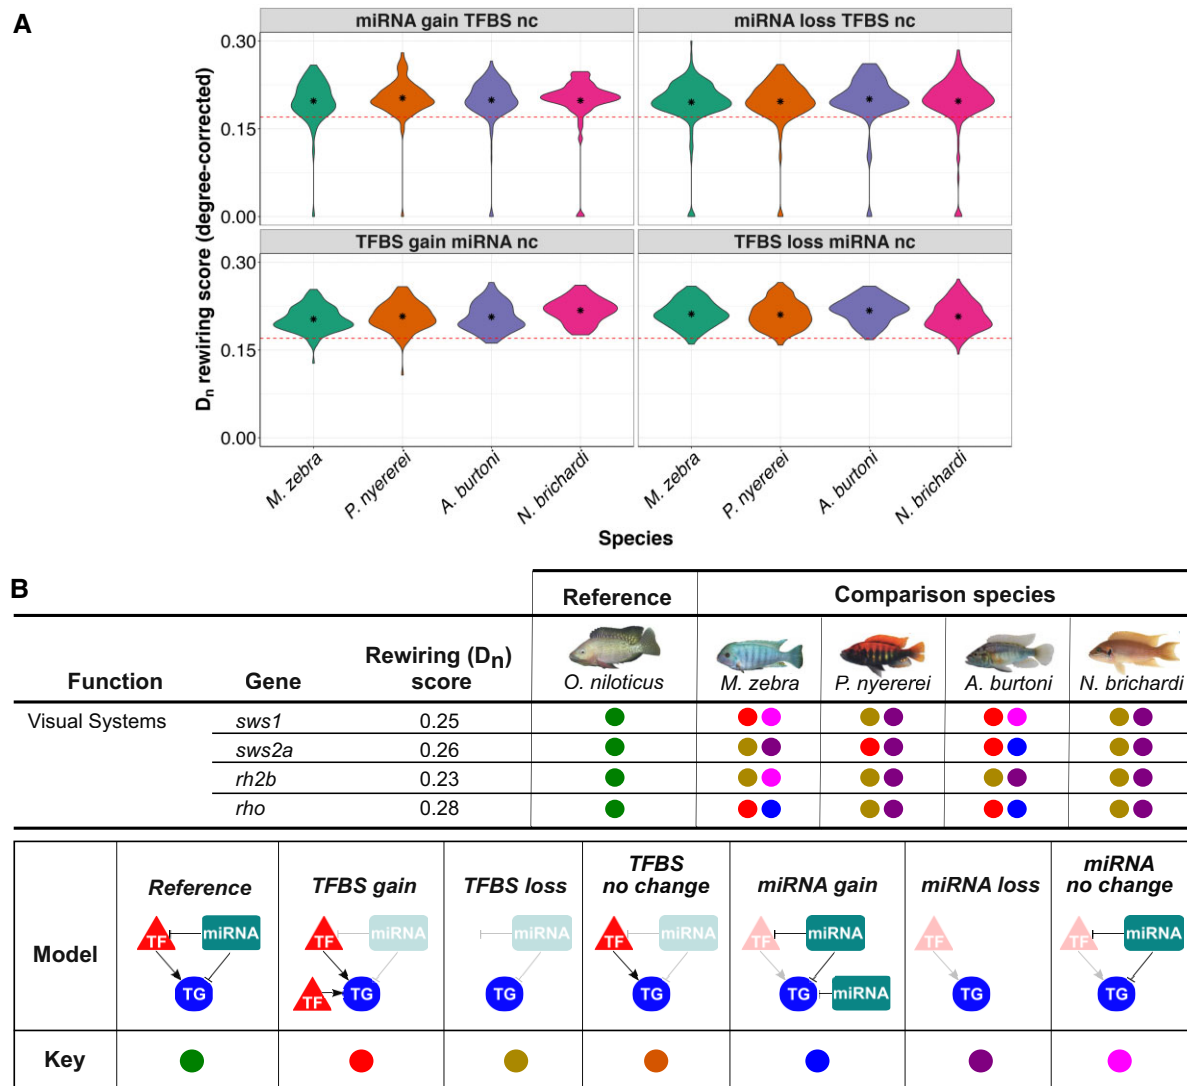 A
miRNA gain TFBS nc
miRNA loss TFBS nc
TFBS gain miRNA nc
TFBS loss miRNA nc
Dn rewiring score (degree-corrected)
0.30
0.15
0.00
0.30
0.15
0.00
M. zebra
P. nyererei
A. burtoni
N. brichardi
M. zebra
P. nyererei
A. burtoni
N. brichardi
Species
B
Reference
Comparison species
Function
Gene
Rewiring (Dn)
score
O. niloticus
M. zebra
P. nyererei
A. burtoni
N. brichardi
Visual Systems
sws1
0.25
sws2a
0.26
rh2b
0.23
rho
0.28
Model
Reference
TF
miRNA
TG
TFBS gain
TF
miRNA
TG
TF
TFBS loss
miRNA
TG
TFBS
no change
TF
miRNA
TG
miRNA gain
TF
miRNA
TG
miRNA
miRNA loss
TF
TG
miRNA
no change
TF
miRNA
TG
Key